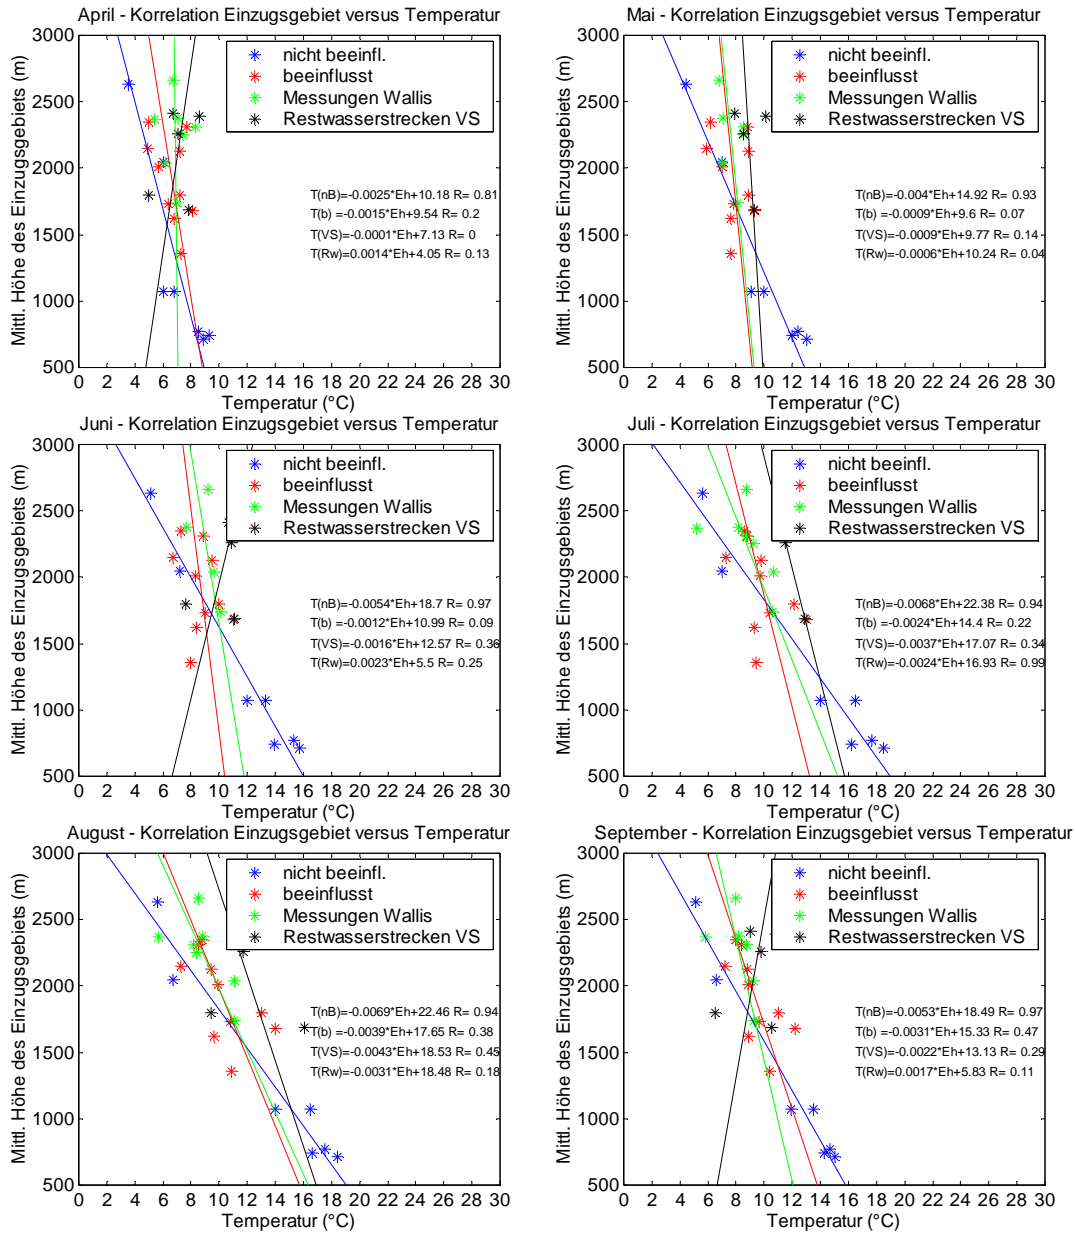 April - Korrelation Einzugsgebiet versus Temperatur
Mittl. Höhe des Einzugsgebiets (m)
3000
2500
2000
1500
1000
500
nicht beeinfl.
beeinflusst
Messungen Wallis
Restwasserstrecken VS
T(nB)=-0.0025*Eh+10.18 R= 0.81
T(b) =-0.0015*Eh+9.54 R= 0.2
T(VS)=-0.0001*Eh+7.13 R= 0
T(Rw)=0.0014*Eh+4.05 R= 0.13
0 2 4 6 8 10 12 14 16 18 20 22 24 26 28 30
Temperatur (°C)
Mai - Korrelation Einzugsgebiet versus Temperatur
Mittl. Höhe des Einzugsgebiets (m)
3000
2500
2000
1500
1000
500
nicht beeinfl.
beeinflusst
Messungen Wallis
Restwasserstrecken VS
T(nB)=-0.004*Eh+14.92 R= 0.93
T(b) =-0.0009*Eh+9.6 R= 0.07
T(VS)=-0.0009*Eh+9.77 R= 0.14
T(Rw)=-0.0006*Eh+10.24 R= 0.04
0 2 4 6 8 10 12 14 16 18 20 22 24 26 28 30
Temperatur (°C)
Juni - Korrelation Einzugsgebiet versus Temperatur
Mittl. Höhe des Einzugsgebiets (m)
3000
2500
2000
1500
1000
500
nicht beeinfl.
beeinflusst
Messungen Wallis
Restwasserstrecken VS
T(nB)=-0.0054*Eh+18.7 R= 0.97
T(b) =-0.0012*Eh+10.99 R= 0.09
T(VS)=-0.0016*Eh+12.57 R= 0.36
T(Rw)=0.0023*Eh+5.5 R= 0.25
0 2 4 6 8 10 12 14 16 18 20 22 24 26 28 30
Temperatur (°C)
Juli - Korrelation Einzugsgebiet versus Temperatur
Mittl. Höhe des Einzugsgebiets (m)
3000
2500
2000
1500
1000
500
nicht beeinfl.
beeinflusst
Messungen Wallis
Restwasserstrecken VS
T(nB)=-0.0068*Eh+22.38 R= 0.94
T(b) =-0.0024*Eh+14.4 R= 0.22
T(VS)=-0.0037*Eh+17.07 R= 0.34
T(Rw)=-0.0024*Eh+16.93 R= 0.99
0 2 4 6 8 10 12 14 16 18 20 22 24 26 28 30
Temperatur (°C)
August - Korrelation Einzugsgebiet versus Temperatur
Mittl. Höhe des Einzugsgebiets (m)
3000
2500
2000
1500
1000
500
nicht beeinfl.
beeinflusst
Messungen Wallis
Restwasserstrecken VS
T(nB)=-0.0069*Eh+22.46 R= 0.94
T(b) =-0.0039*Eh+17.65 R= 0.38
T(VS)=-0.0043*Eh+18.53 R= 0.45
T(Rw)=-0.0031*Eh+18.48 R= 0.18
0 2 4 6 8 10 12 14 16 18 20 22 24 26 28 30
Temperatur (°C)
September - Korrelation Einzugsgebiet versus Temperatur
Mittl. Höhe des Einzugsgebiets (m)
3000
2500
2000
1500
1000
500
nicht beeinfl.
beeinflusst
Messungen Wallis
Restwasserstrecken VS
T(nB)=-0.0053*Eh+18.49 R= 0.97
T(b) =-0.0031*Eh+15.33 R= 0.47
T(VS)=-0.0022*Eh+13.13 R= 0.29
T(Rw)=0.0017*Eh+5.83 R= 0.11
0 2 4 6 8 10 12 14 16 18 20 22 24 26 28 30
Temperatur (°C)